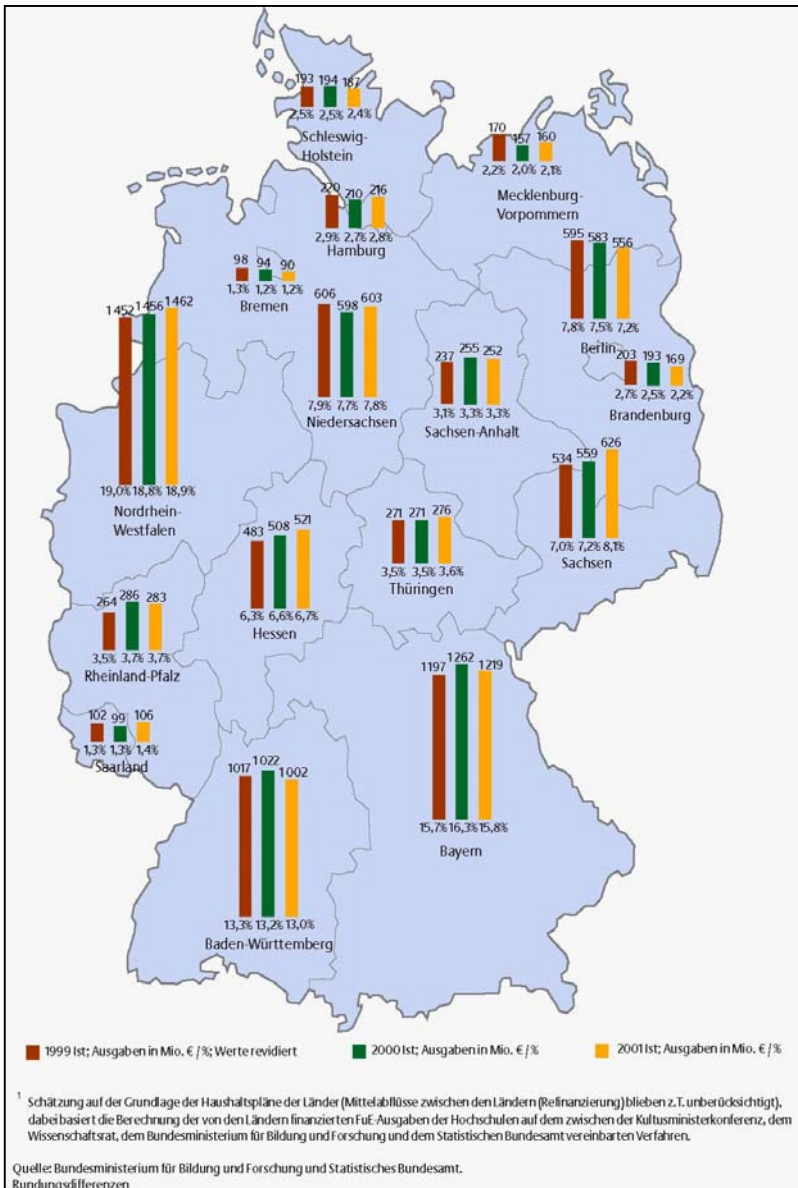 193 194 187
2,5% 2,5% 2,4%
Schleswig-
Holstein
170 157 160
2,2% 2,0% 2,1%
Mecklenburg-
Vorpommern
220 210 216
2,9% 2,7% 2,8%
Hamburg
595 583 556
7,8% 7,5% 7,2%
Berlin
98 94 90
1,3% 1,2% 1,2%
Bremen
1452 1456 1462
19,0% 18,8% 18,9%
Nordrhein-
Westfalen
606 598 603
7,9% 7,7% 7,8%
Niedersachsen
237 255 252
3,1% 3,3% 3,3%
Sachsen-Anhalt
203 193 169
2,7% 2,5% 2,2%
Brandenburg
534 559 626
7,0% 7,2% 8,1%
Sachsen
483 508 521
6,3% 6,6% 6,7%
Hessen
271 271 276
3,5% 3,5% 3,6%
Thüringen
264 286 283
3,5% 3,7% 3,7%
Rheinland-Pfalz
102 99 106
1,3% 1,3% 1,4%
Saarland
1197 1262 1219
15,7% 16,3% 15,8%
Bayern
1017 1022 1002
13,3% 13,2% 13,0%
Baden-Württemberg
1999 Ist; Ausgaben in Mio. € / %; Werte revidiert 2000 Ist; Ausgaben in Mio. € / % 2001 Ist; Ausgaben in Mio. € / %
1 Schätzung auf der Grundlage der Haushaltspläne der Länder (Mittelabflüsse zwischen den Ländern (Refinanzierung) blieben z.T. unberücksichtigt),
dabei basiert die Berechnung der von den Ländern finanzierten FuE-Ausgaben der Hochschulen auf dem zwischen der Kultusministerkonferenz, dem
Wissenschaftsrat, dem Bundesministerium für Bildung und Forschung und dem Statistischen Bundesamt vereinbarten Verfahren.
Quelle: Bundesministerium für Bildung und Forschung und Statistisches Bundesamt.
Rundungsdifferenzen